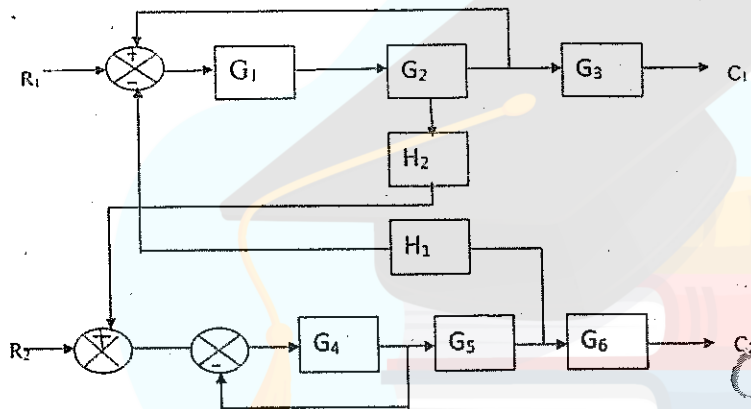 +
R₁ G₁ G₂ G₃ C₁
-
H₂
H₁
+
R₂ G₄ G₅ G₆
-